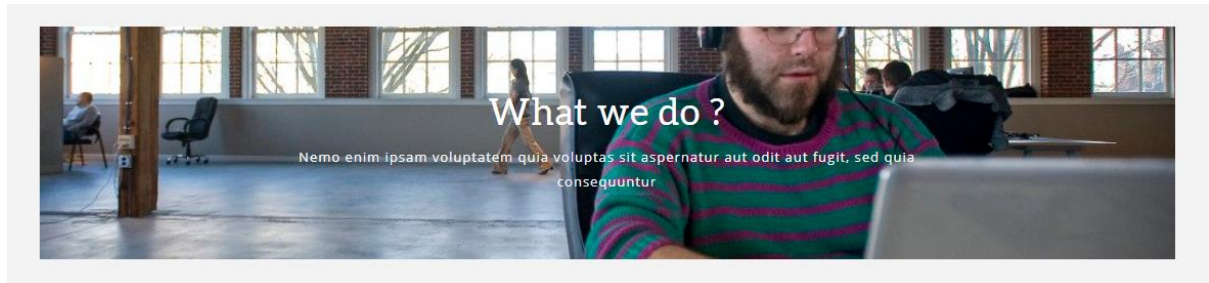 What we do ?
Nemo enim ipsam voluptatem quia voluptas sit aspernatur aut odit aut fugit, sed quia
consequuntur